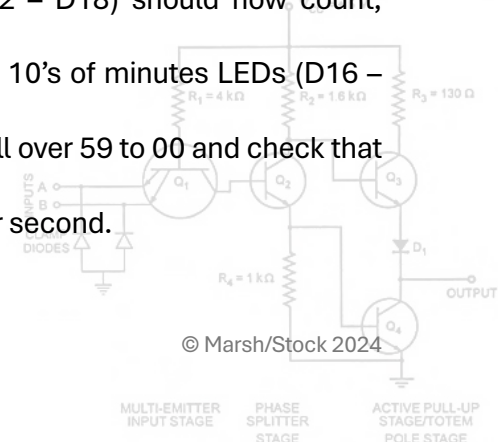 2 – D18) should now count,
10's of minutes LEDs (D16 –
ll over 59 to 00 and check that
r second.
R₁ = 4 kΩ
R₂ = 1.6 kΩ
R₃ = 130 Ω
Q₁
Q₂
Q₃
A
B
INPUTS
DIODES
D₁
R₄ = 1 kΩ
OUTPUT
Q₄
© Marsh/Stock 2024
MULTI-EMITTER
INPUT STAGE
PHASE
SPLITTER
STAGE
ACTIVE PULL-UP
STAGE/TOTEM
POLE STAGE